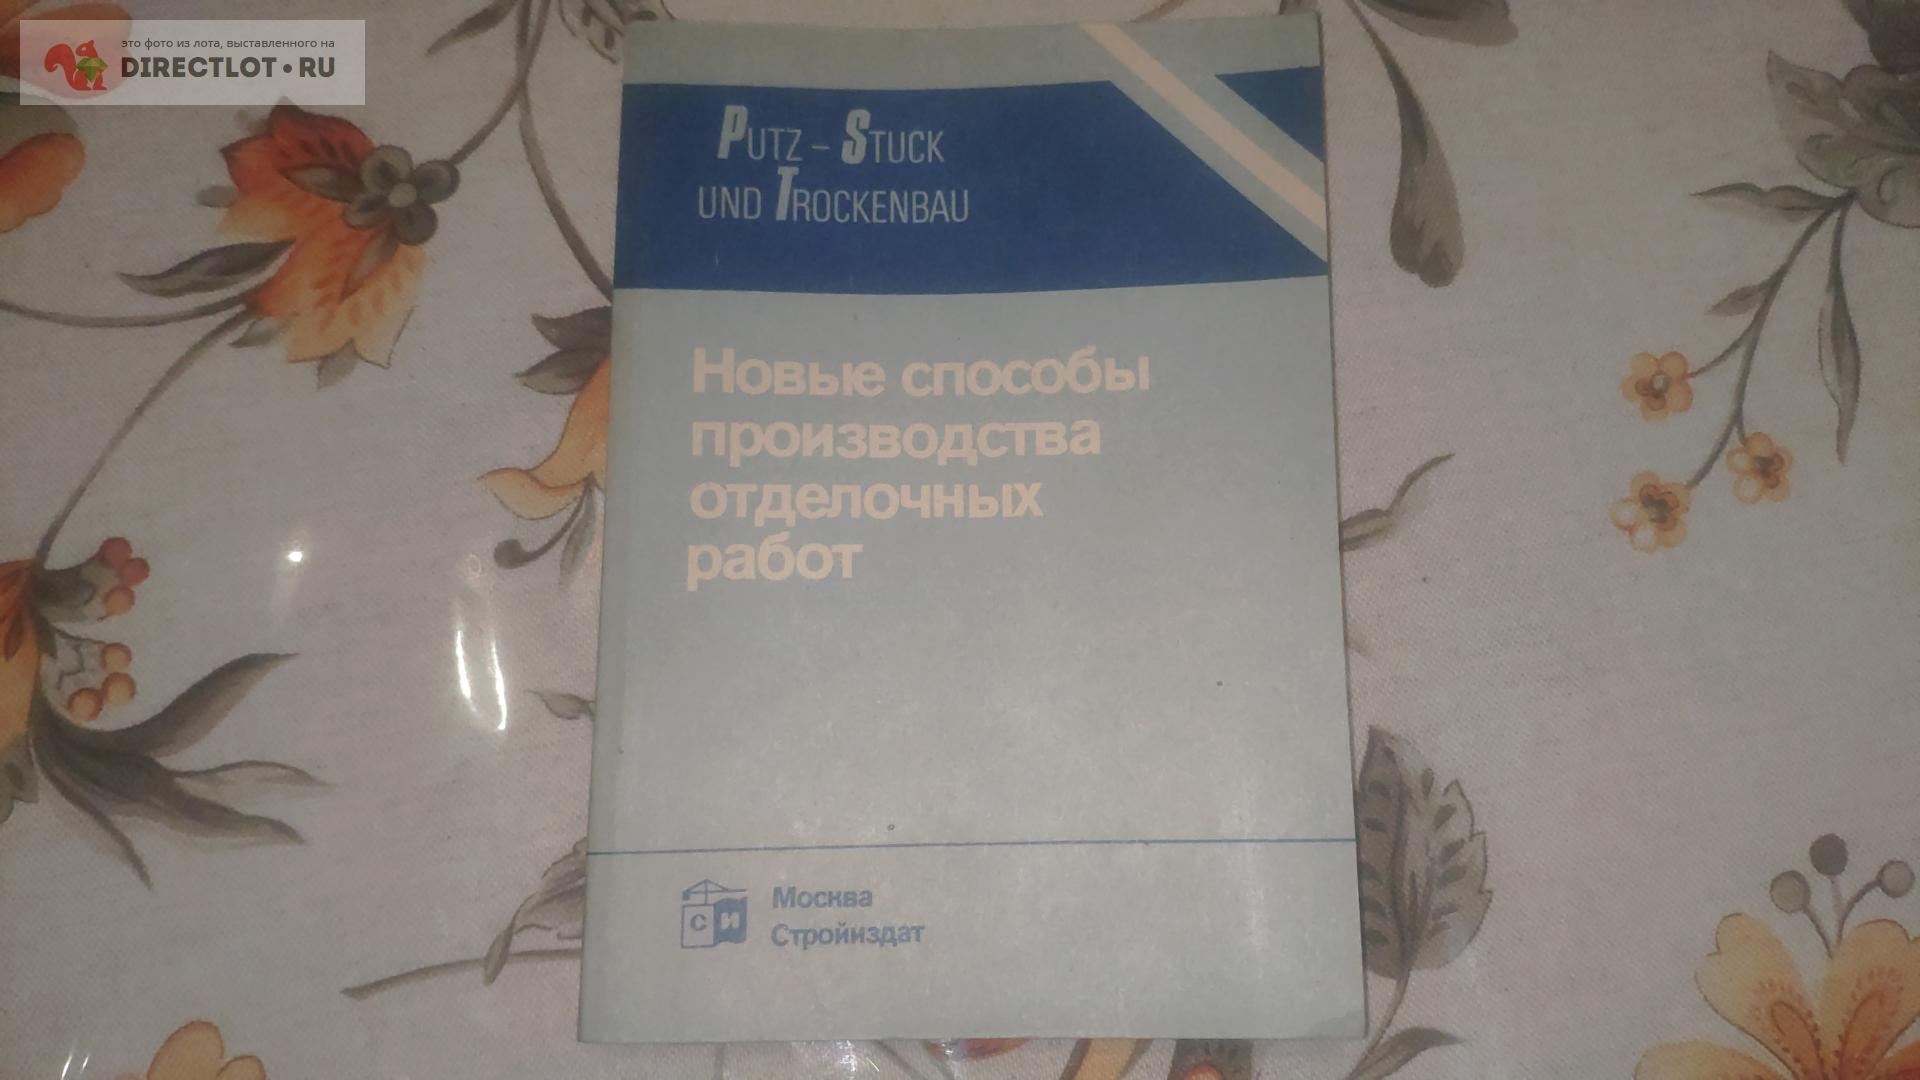 это фото из лота, выставленного на
DIRECTLOT•RU
PUTZ – STUCK
UND TROCKENBAU
Новые способы
производства
отделочных
работ
СИ
Москва
Стройиздат